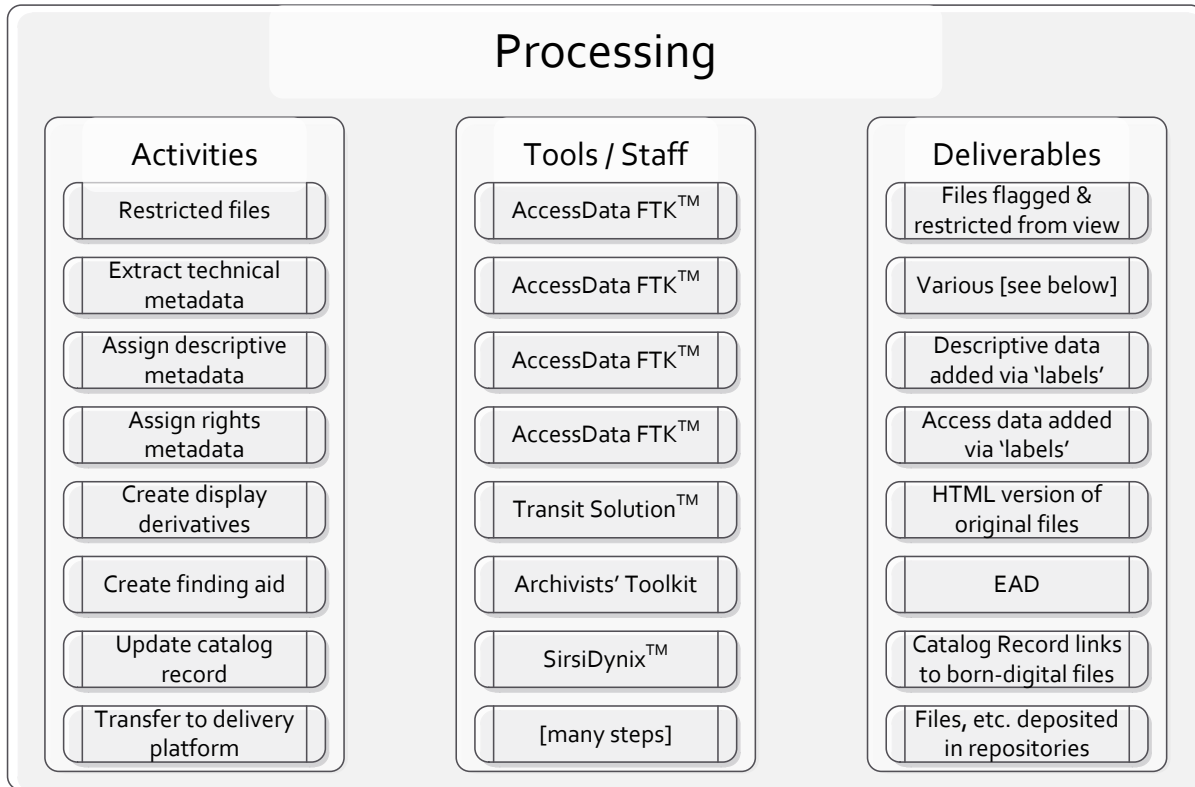 Processing
Activities
Restricted files
Extract technical
metadata
Assign descriptive
metadata
Assign rights
metadata
Create display
derivatives
Create finding aid
Update catalog
record
Transfer to delivery
platform
Tools / Staff
AccessData FTK™
AccessData FTK™
AccessData FTK™
AccessData FTK™
Transit Solution™
Archivists’ Toolkit
SirsiDynix™
[many steps]
Deliverables
Files flagged &
restricted from view
Various [see below]
Descriptive data
added via ‘labels’
Access data added
via ‘labels’
HTML version of
original files
EAD
Catalog Record links
to born-digital files
Files, etc. deposited
in repositories